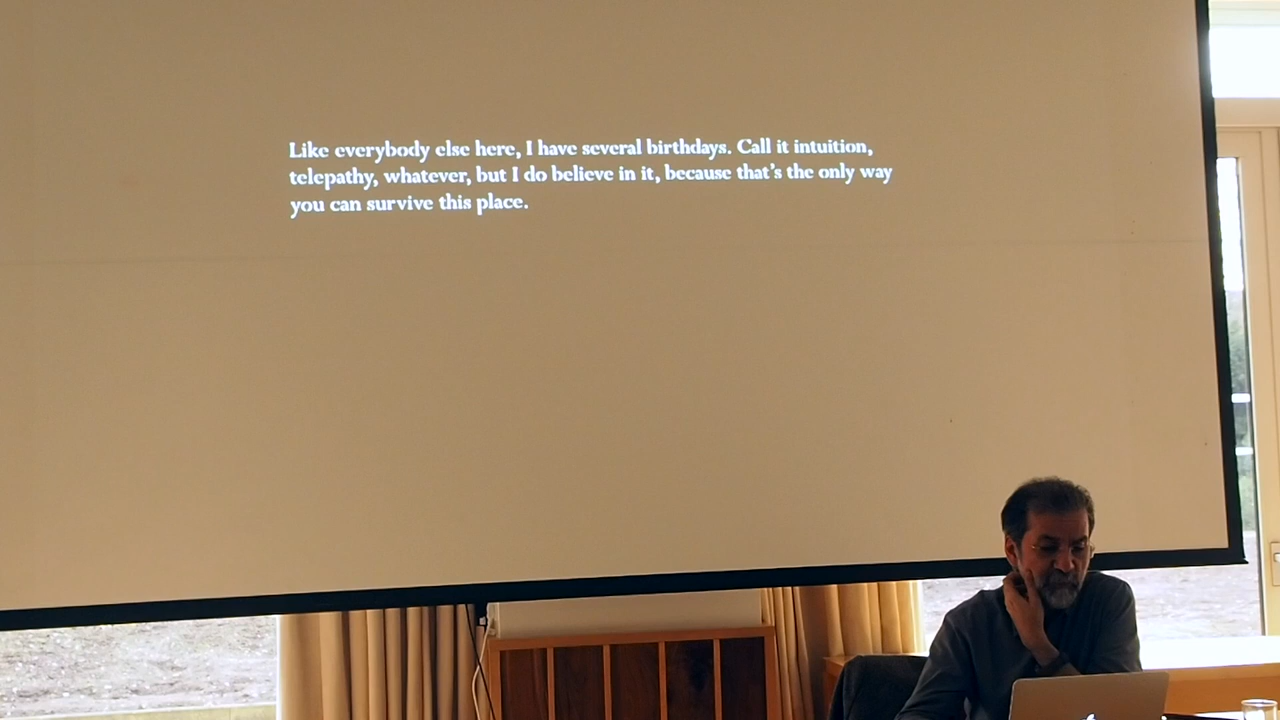 Like everybody else here, I have several birthdays. Call it intuition,
telepathy, whatever, but I do believe in it, because that's the only way
you can survive this place.